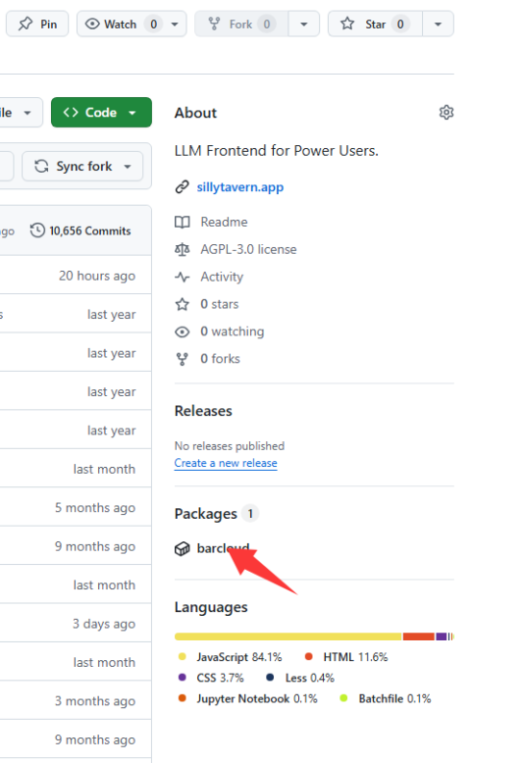 Pin Watch 0 Fork 0 Star 0
ile Code About
LLM Frontend for Power Users.
Sync fork
sillytavern.app
Readme
ago 10,656 Commits
AGPL-3.0 license
20 hours ago
Activity
0 stars
s last year
0 watching
last year
0 forks
last year
Releases
last year
No releases published
Create a new release
last month
5 months ago
Packages 1
9 months ago
barcloud
last month
Languages
3 days ago
JavaScript 84.1% HTML 11.6%
last month
CSS 3.7% Less 0.4%
3 months ago
Jupyter Notebook 0.1% Batchfile 0.1%
9 months ago